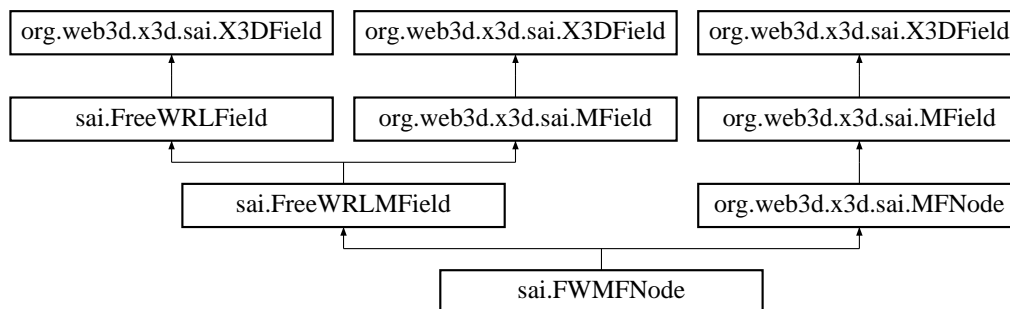 org.web3d.x3d.sai.X3DField org.web3d.x3d.sai.X3DField org.web3d.x3d.sai.X3DField
sai.FreeWRLField org.web3d.x3d.sai.MField org.web3d.x3d.sai.MField
sai.FreeWRLMField org.web3d.x3d.sai.MFNode
sai.FWMFNode